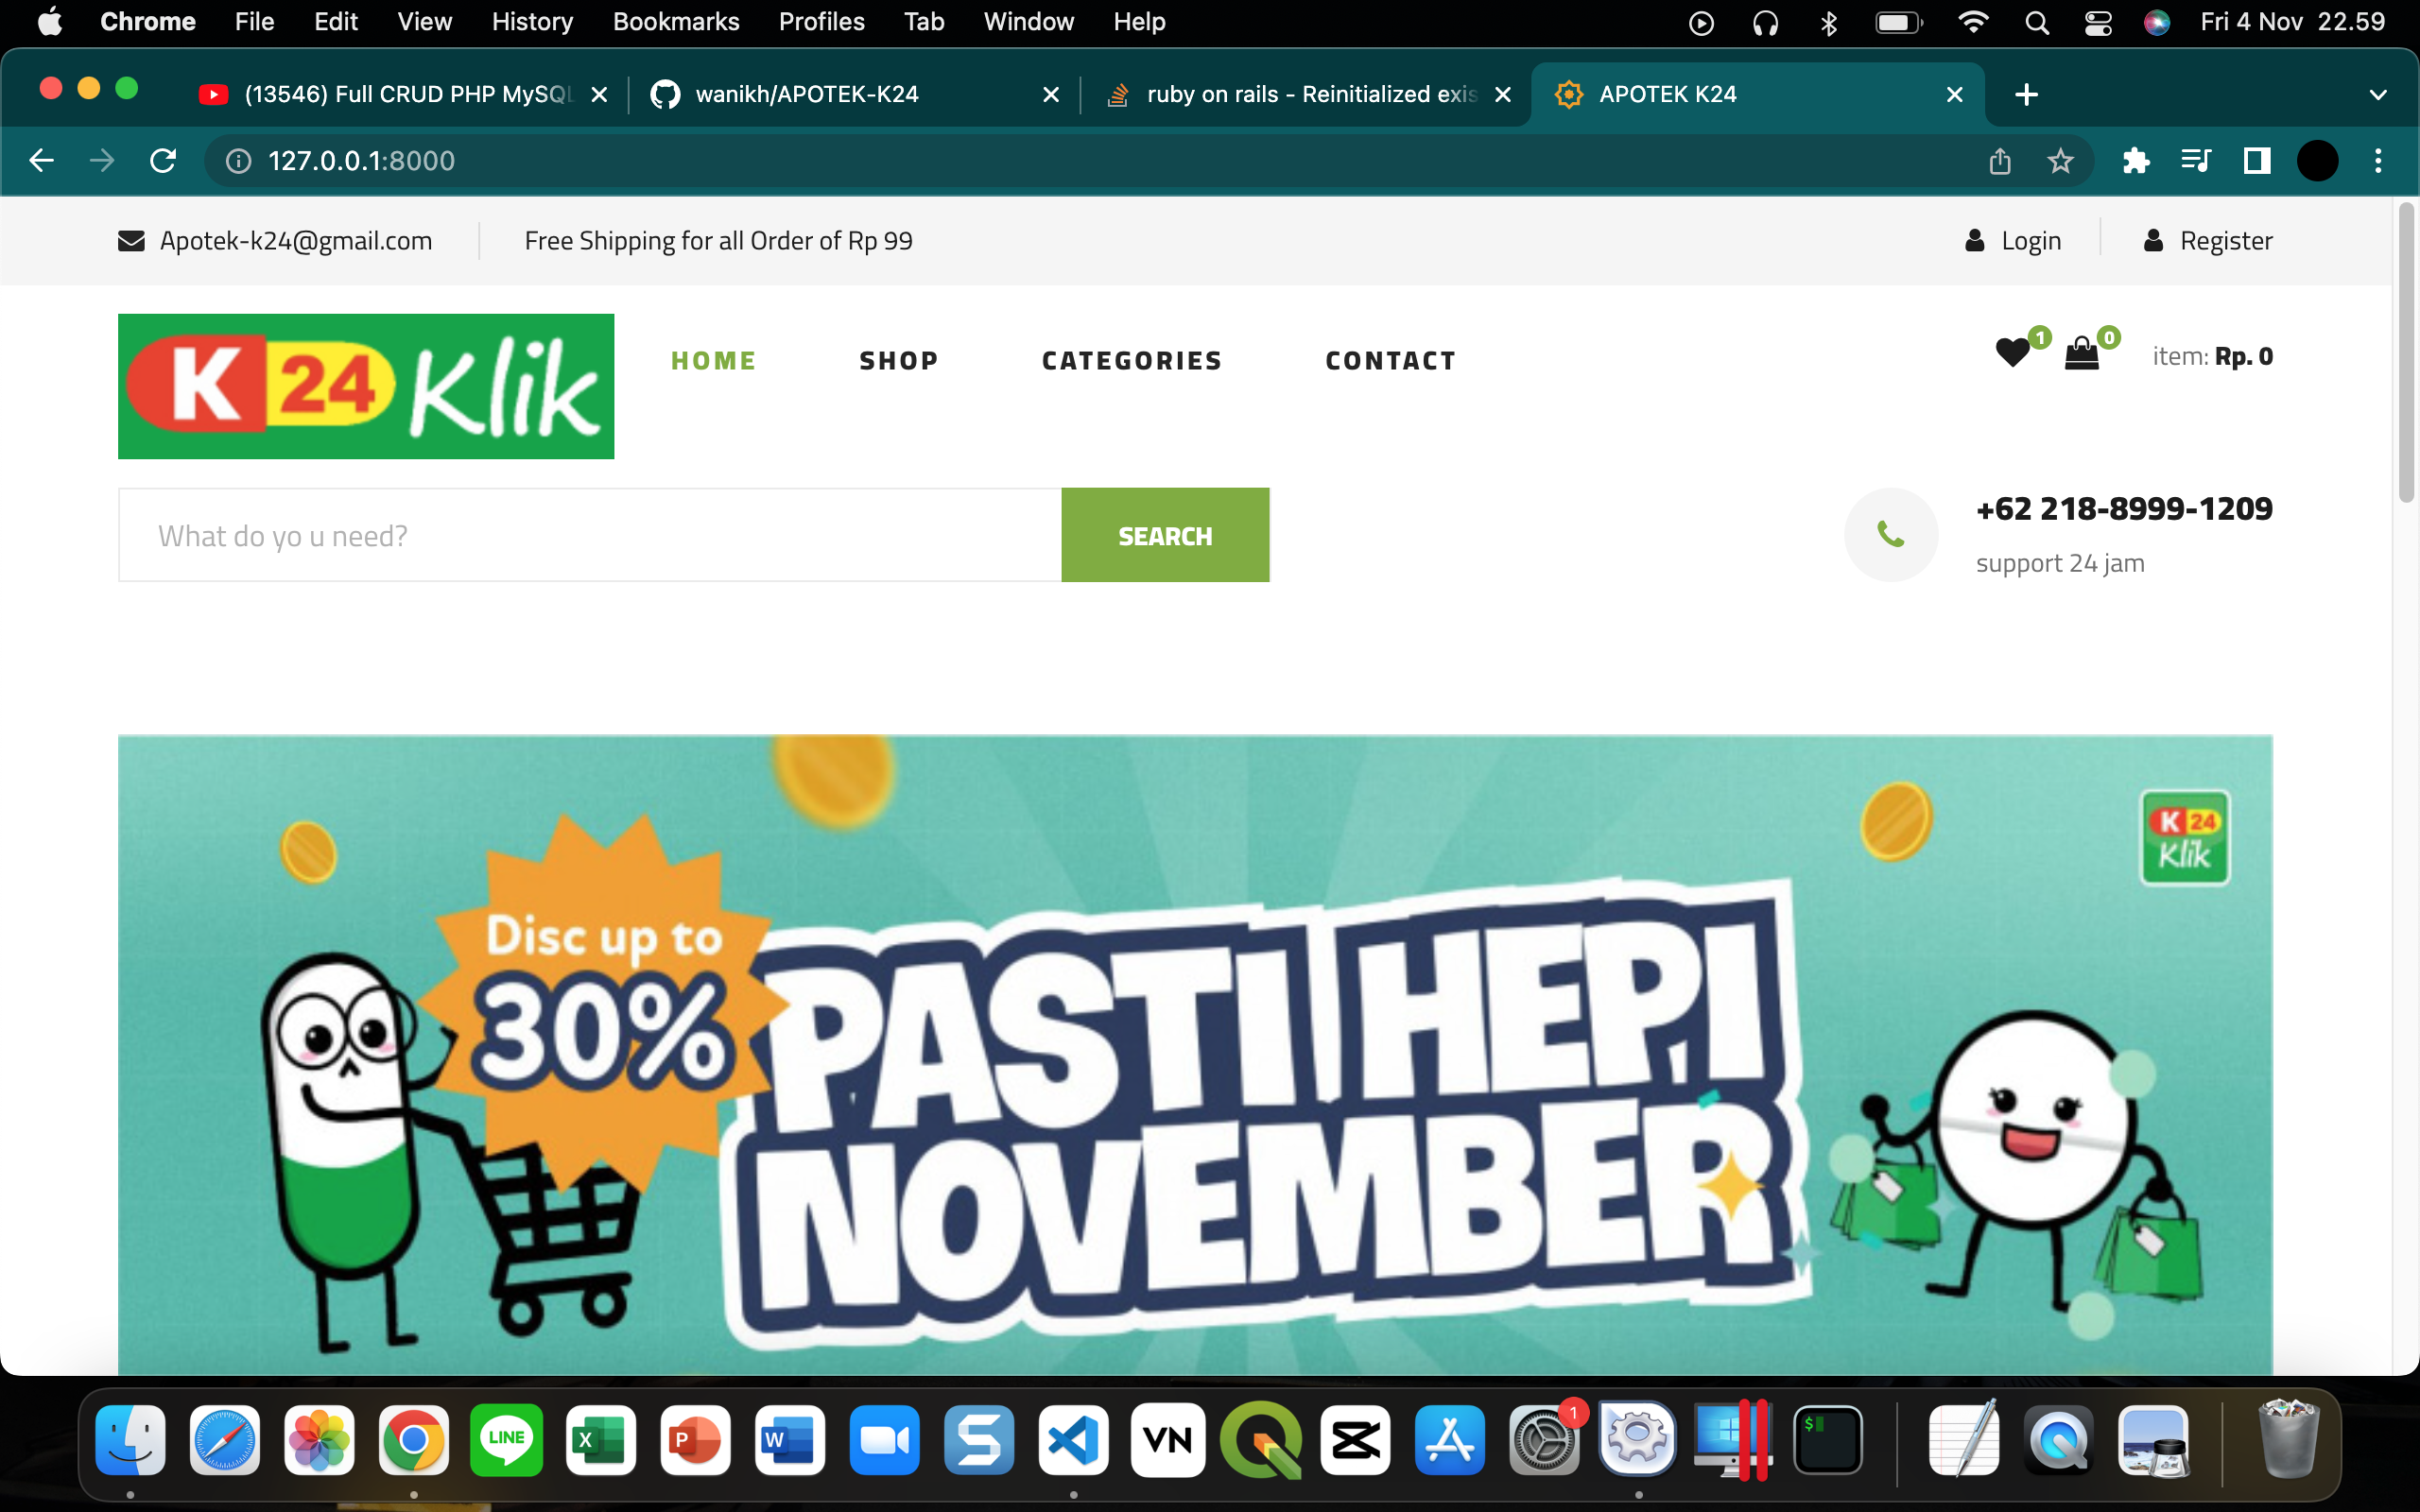 Chrome File Edit View History Bookmarks Profiles Tab Window Help Fri 4 Nov 22.59
(13546) Full CRUD PHP MySQL wanikh/APOTEK-K24 ruby on rails - Reinitialized exis APOTEK K24
127.0.0.1:8000
Apotek-k24@gmail.com Free Shipping for all Order of Rp 99 Login Register
K 24 Klik
HOME SHOP CATEGORIES CONTACT 1 0 item: Rp. 0
What do yo u need? SEARCH
+62 218-8999-1209
support 24 jam
K 24
Klik
Disc up to
30%
PASTI HEPI
NOVEMBER
LINE X P W S VN 1 $